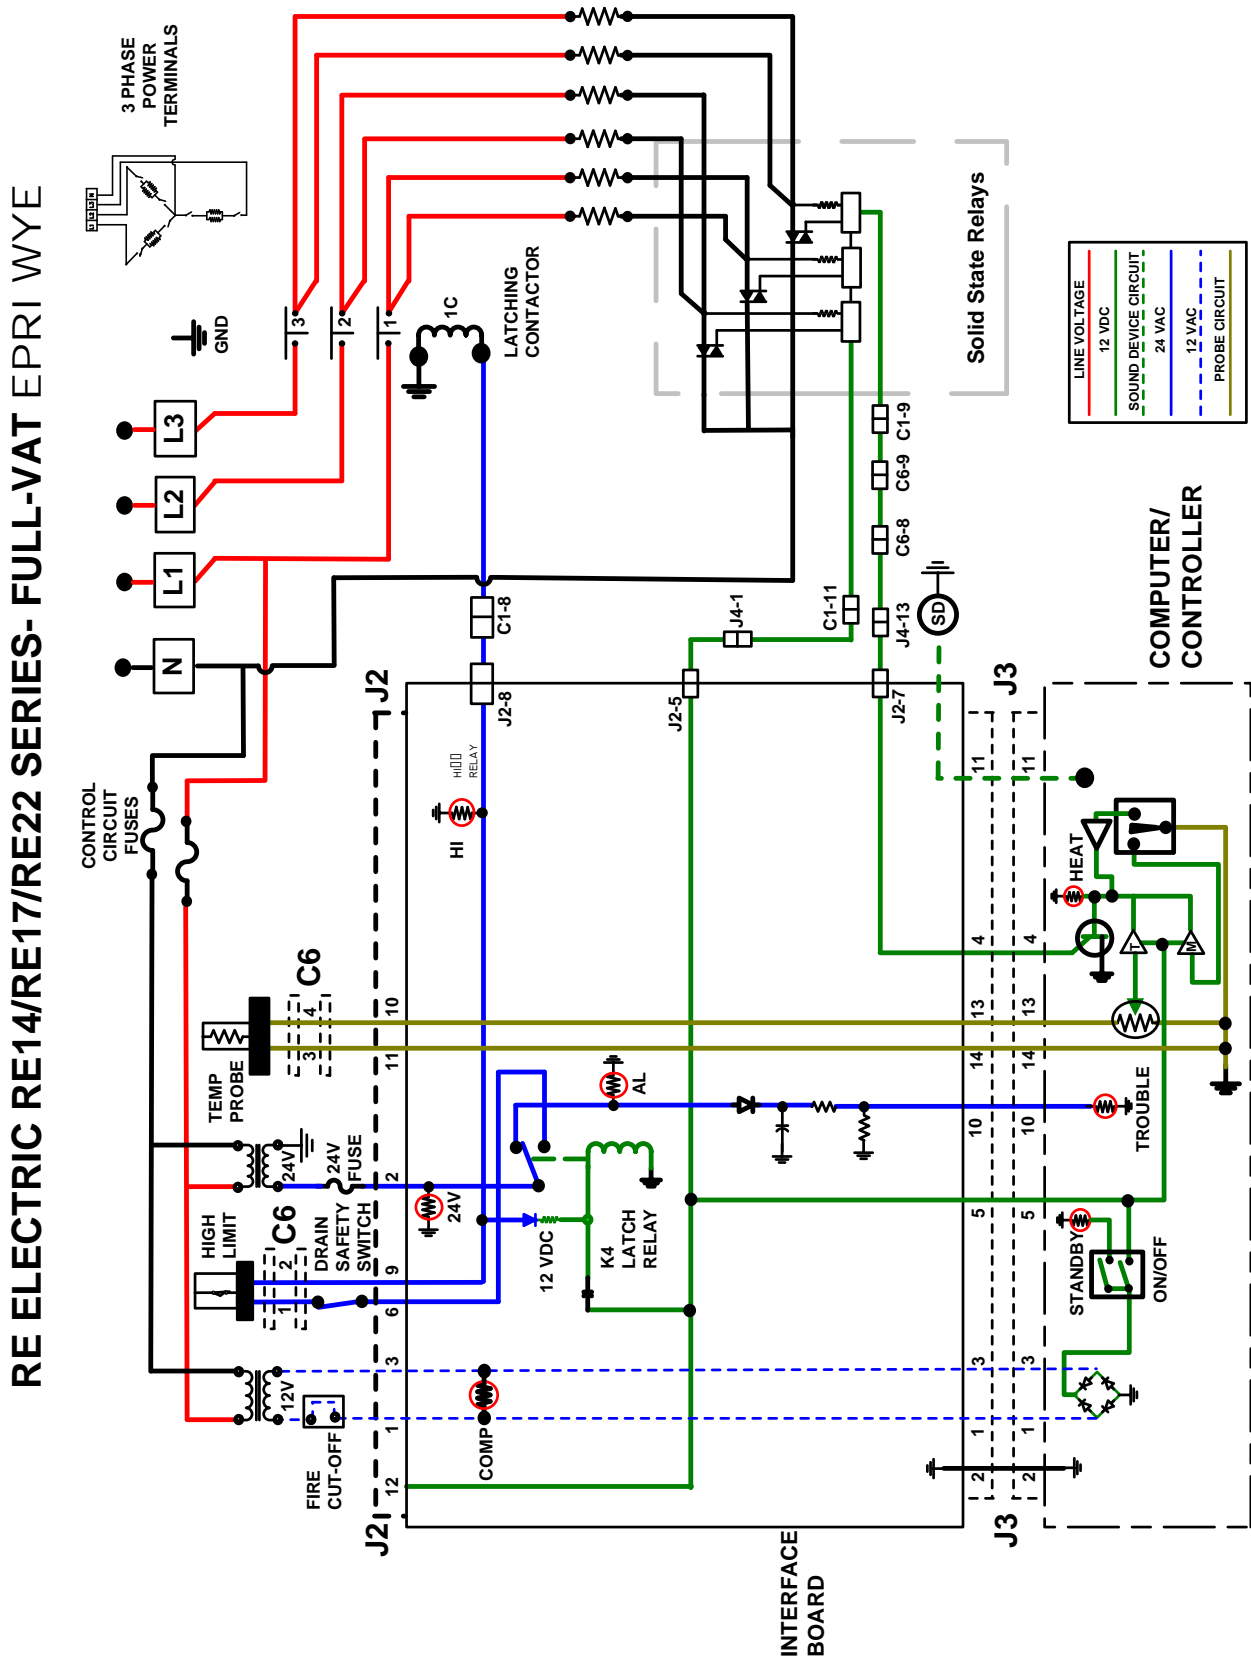 RE ELECTRIC RE14/RE17/RE22 SERIES- FULL-VAT EPRI WYE
3 PHASE
POWER
TERMINALS
L1
L2
L3
N
GND
N
L1
L2
L3
1
2
3
1C
LATCHING
CONTACTOR
CONTROL
CIRCUIT
FUSES
TEMP
PROBE
C6
3
4
HIGH
LIMIT
C6
1
2
24V
24V
FUSE
DRAIN
SAFETY
SWITCH
12V
FIRE
CUT-OFF
J2
12
1
3
6
9
2
11
10
J2
J2-8
C1-8
HI
HI
RELAY
24V
AL
12 VDC
K4
LATCH
RELAY
COMP
J2-5
J4-1
C1-11
J2-7
J4-13
C6-8
C6-9
C1-9
SD
Solid State Relays
INTERFACE
BOARD
J3
2
1
3
5
10
14
13
4
11
J3
2
1
3
5
10
14
13
4
11
STANDBY
ON/OFF
TROUBLE
HEAT
T
M
COMPUTER/
CONTROLLER
LINE VOLTAGE
12 VDC
SOUND DEVICE CIRCUIT
24 VAC
12 VAC
PROBE CIRCUIT